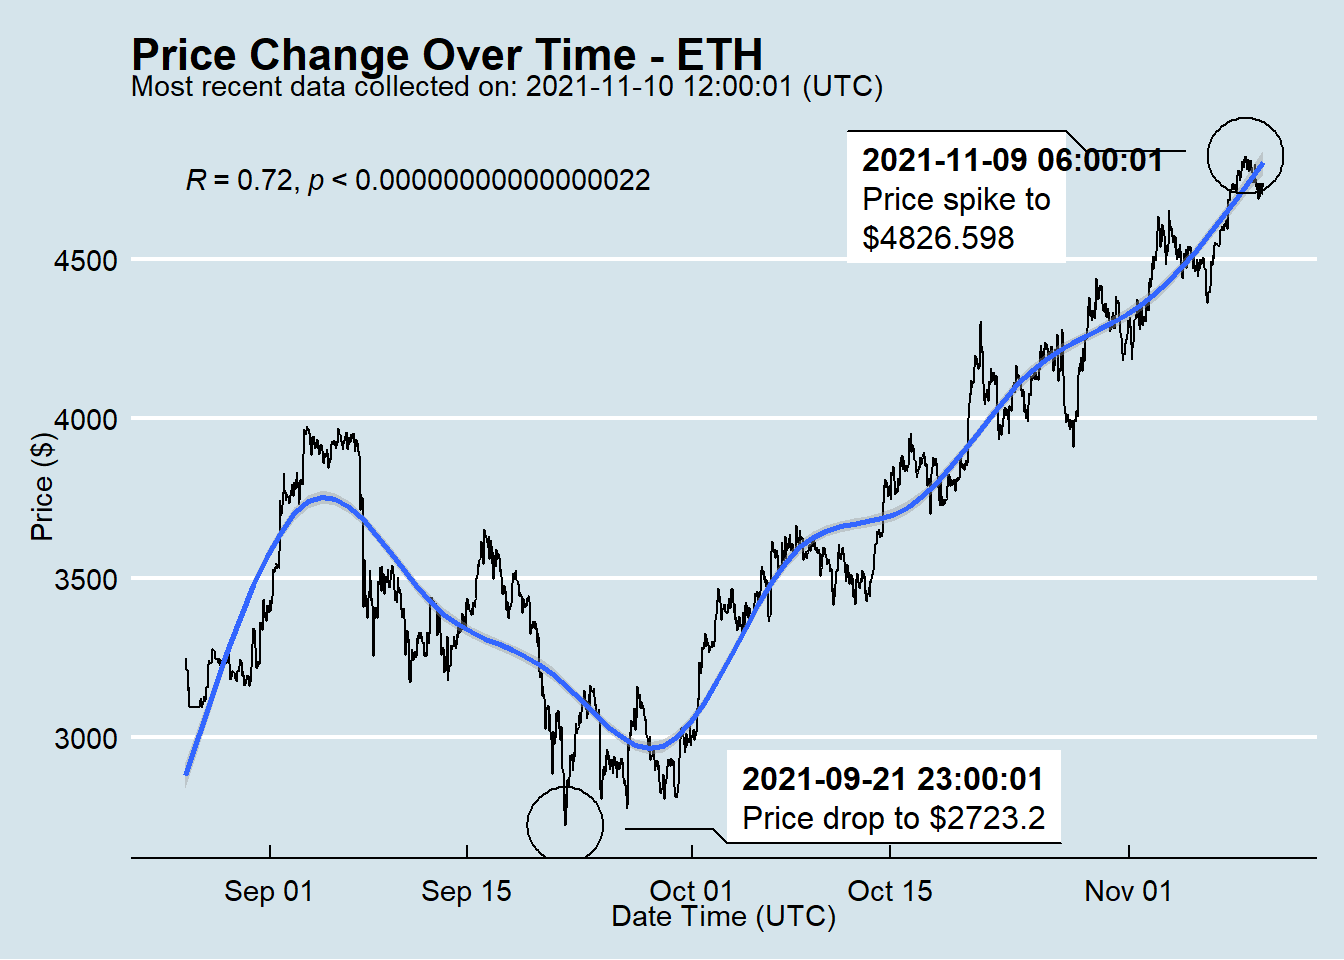 Price Change Over Time - ETH
Most recent data collected on: 2021-11-10 12:00:01 (UTC)
R = 0.72, p < 0.00000000000000022
2021-11-09 06:00:01
Price spike to
$4826.598
4500
4000
3500
3000
Price ($)
2021-09-21 23:00:01
Price drop to $2723.2
Sep 01
Sep 15
Oct 01
Oct 15
Nov 01
Date Time (UTC)